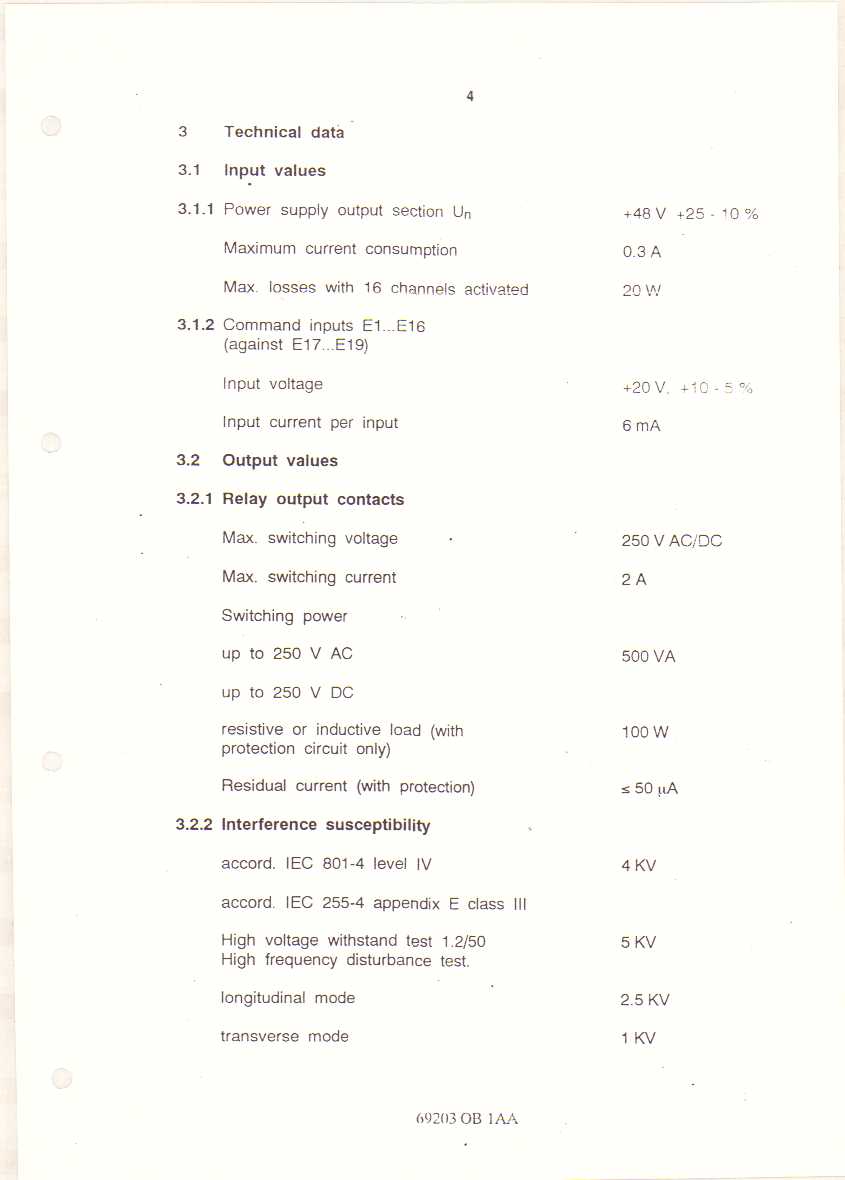 4
3 Technical data
3.1 Input values
3.1.1 Power supply output section Un +48 V +25 - 10 %
Maximum current consumption 0.3 A
Max. losses with 16 channels activated 20 W
3.1.2 Command inputs E1...E16
(against E17...E19)
Input voltage +20 V, +10 - 5 %
Input current per input 6 mA
3.2 Output values
3.2.1 Relay output contacts
Max. switching voltage 250 V AC/DC
Max. switching current 2 A
Switching power
up to 250 V AC 500 VA
up to 250 V DC
resistive or inductive load (with 100 W
protection circuit only)
Residual current (with protection) ≤ 50 µA
3.2.2 Interference susceptibility
accord. IEC 801-4 level IV 4 KV
accord. IEC 255-4 appendix E class III
High voltage withstand test 1.2/50 5 KV
High frequency disturbance test.
longitudinal mode 2.5 KV
transverse mode 1 KV
69203 OB 1AA